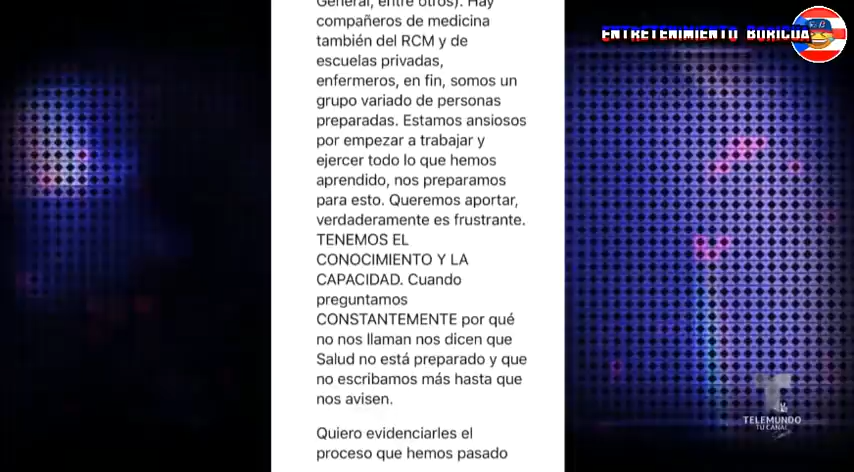 General, entre otros). Hay
compañeros de medicina
también del RCM y de
escuelas privadas,
enfermeros, en fin, somos un
grupo variado de personas
preparadas. Estamos ansiosos
por empezar a trabajar y
ejercer todo lo que hemos
aprendido, nos preparamos
para esto. Queremos aportar,
verdaderamente es frustrante.
TENEMOS EL
CONOCIMIENTO Y LA
CAPACIDAD. Cuando
preguntamos
CONSTANTEMENTE por qué
no nos llaman nos dicen que
Salud no está preparado y que
no escribamos más hasta que
nos avisen.
Quiero evidenciarles el
proceso que hemos pasado
ENTRETENIMIENTO BORICUA
TELEMUNDO
TU CANAL